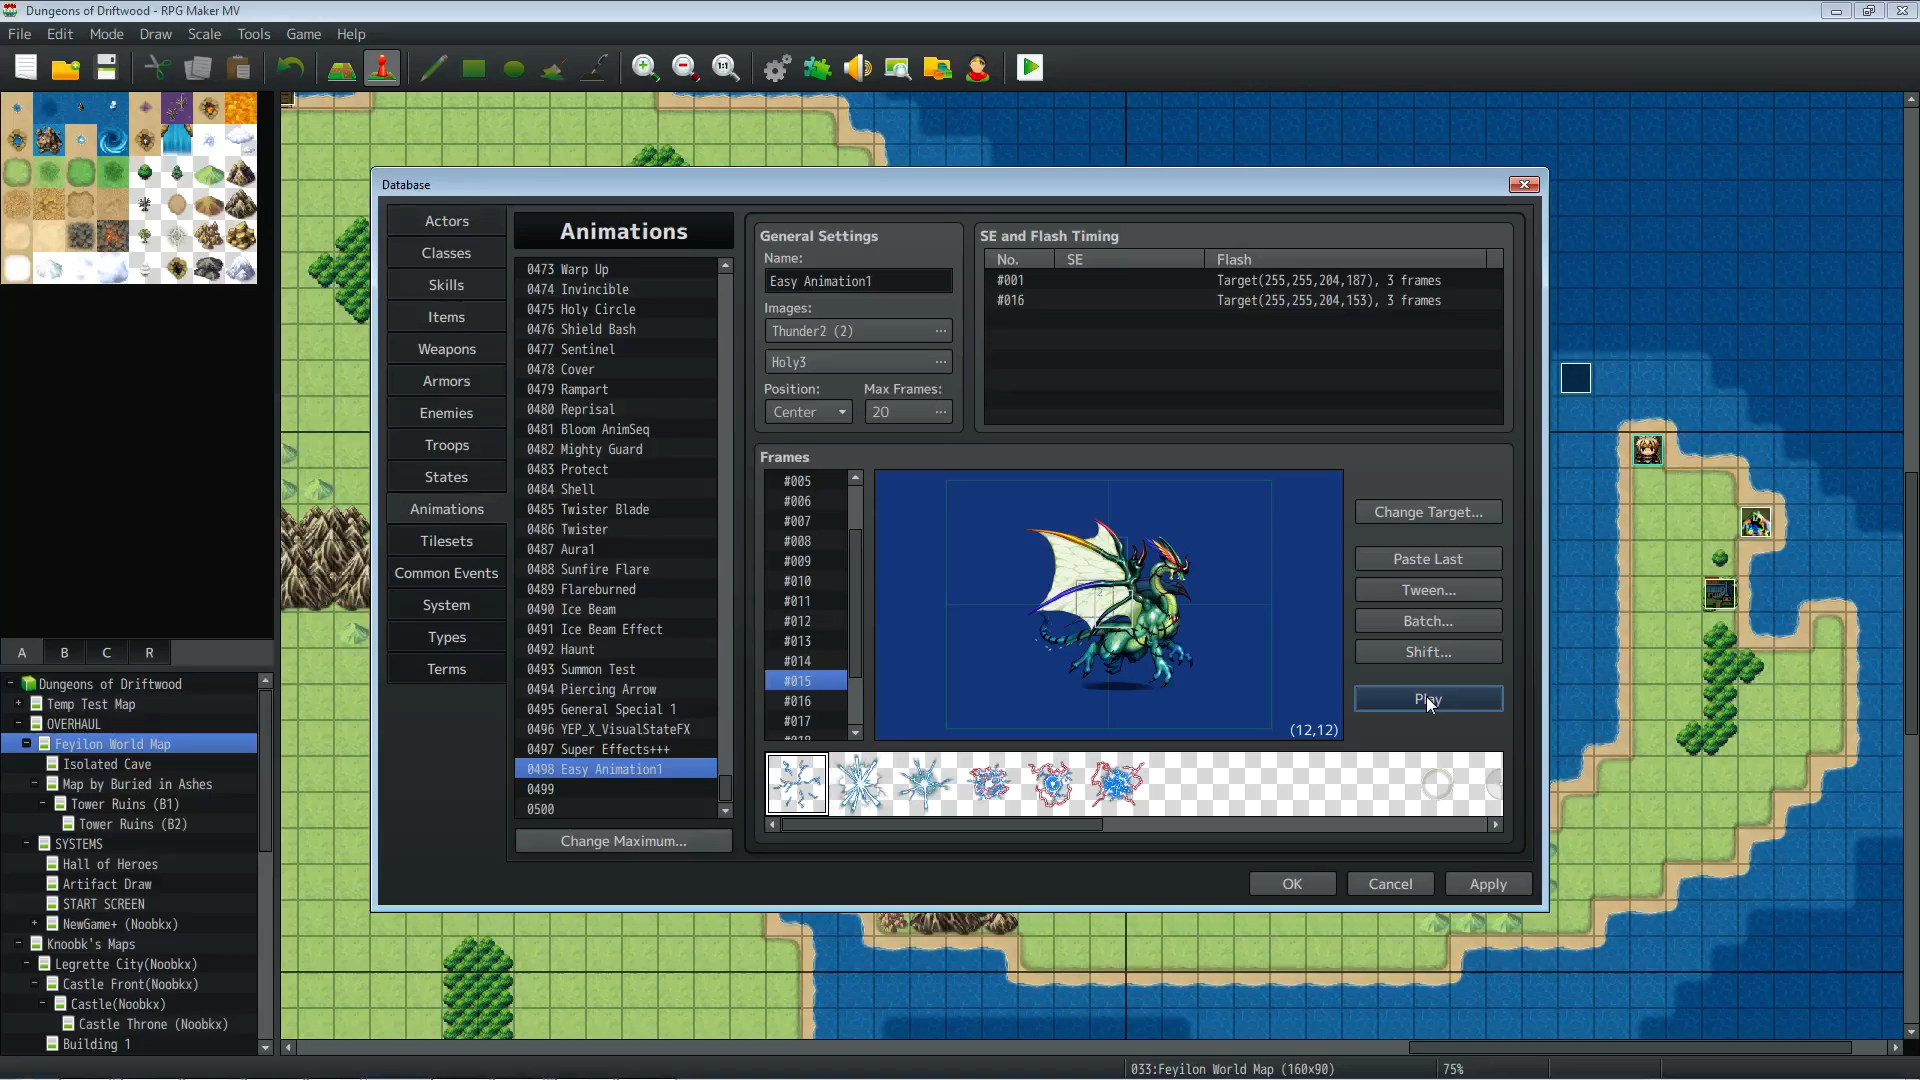 Dungeons of Driftwood - RPG Maker MV
File Edit Mode Draw Scale Tools Game Help
1:1
Database
Actors
Classes
Skills
Items
Weapons
Armors
Enemies
Troops
States
Animations
Tilesets
Common Events
System
Types
Terms
Animations
0473 Warp Up
0474 Invincible
0475 Holy Circle
0476 Shield Bash
0477 Sentinel
0478 Cover
0479 Rampart
0480 Reprisal
0481 Bloom AnimSeq
0482 Mighty Guard
0483 Protect
0484 Shell
0485 Twister Blade
0486 Twister
0487 Aura1
0488 Sunfire Flare
0489 Flareburned
0490 Ice Beam
0491 Ice Beam Effect
0492 Haunt
0493 Summon Test
0494 Piercing Arrow
0495 General Special 1
0496 YEP_X_VisualStateFX
0497 Super Effects+++
0498 Easy Animation1
0499
0500
Change Maximum...
General Settings
Name:
Easy Animation1
Images:
Thunder2 (2) ...
Holy3 ...
Position: Max Frames:
Center 20 ...
SE and Flash Timing
No. SE Flash
#001 Target(255,255,204,187), 3 frames
#016 Target(255,255,204,153), 3 frames
Frames
#005
#006
#007
#008
#009
#010
#011
#012
#013
#014
#015
#016
#017
#018
(12,12)
Change Target...
Paste Last
Tween...
Batch...
Shift...
Play
OK Cancel Apply
A B C R
Dungeons of Driftwood
Temp Test Map
OVERHAUL
Feyilon World Map
Isolated Cave
Map by Buried in Ashes
Tower Ruins (B1)
Tower Ruins (B2)
SYSTEMS
Hall of Heroes
Artifact Draw
START SCREEN
NewGame+ (Noobkx)
Knoobk's Maps
Legrette City(Noobkx)
Castle Front(Noobkx)
Castle(Noobkx)
Castle Throne (Noobkx)
Building 1
033:Feyilon World Map (160×90) 75%